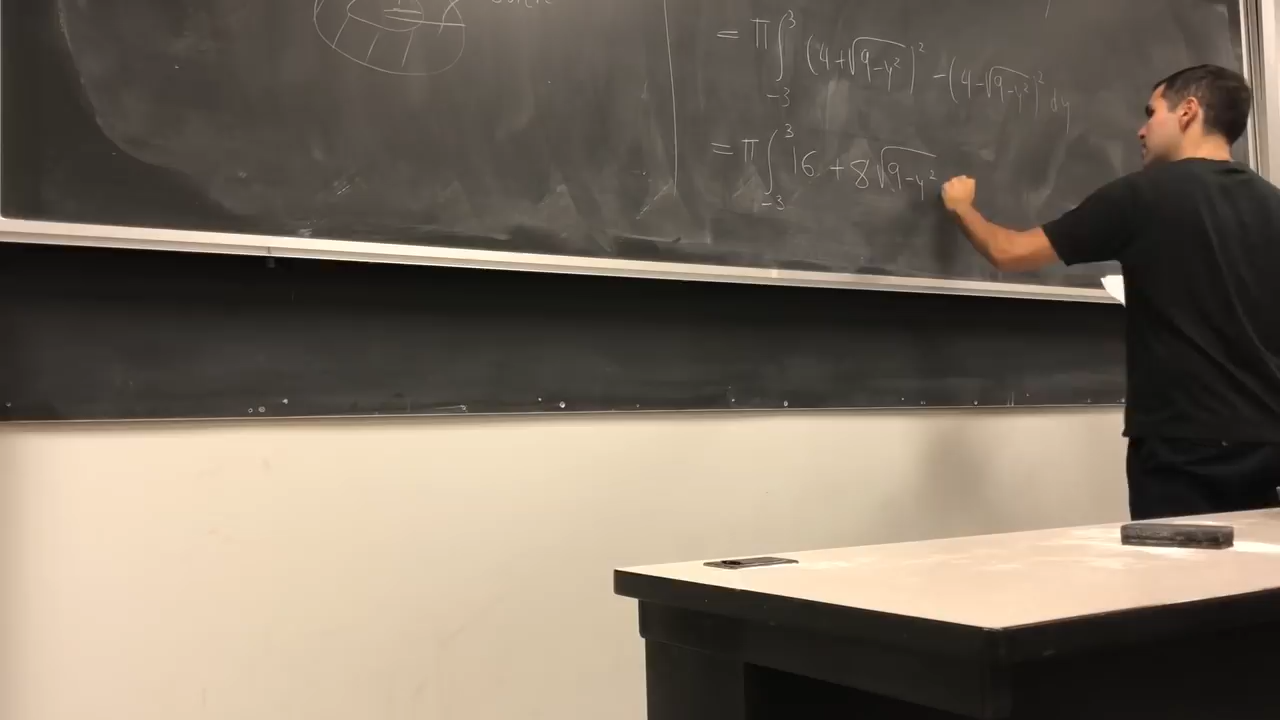 = π ∫_{-3}^{3} (4+√(9-y²))² - (4-√(9-y²))² dy
= π ∫_{-3}^{3} 16 + 8√(9-y²)